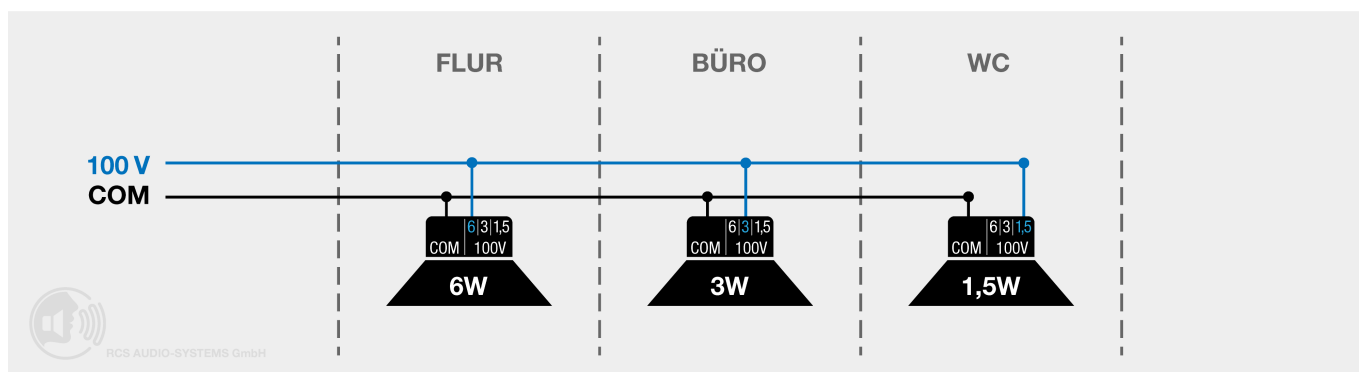 FLUR BÜRO WC
100 V
COM
6|3|1,5 6|3|1,5 6|3|1,5
COM 100V COM 100V COM 100V
6W 3W 1,5W
RCS AUDIO-SYSTEMS GmbH